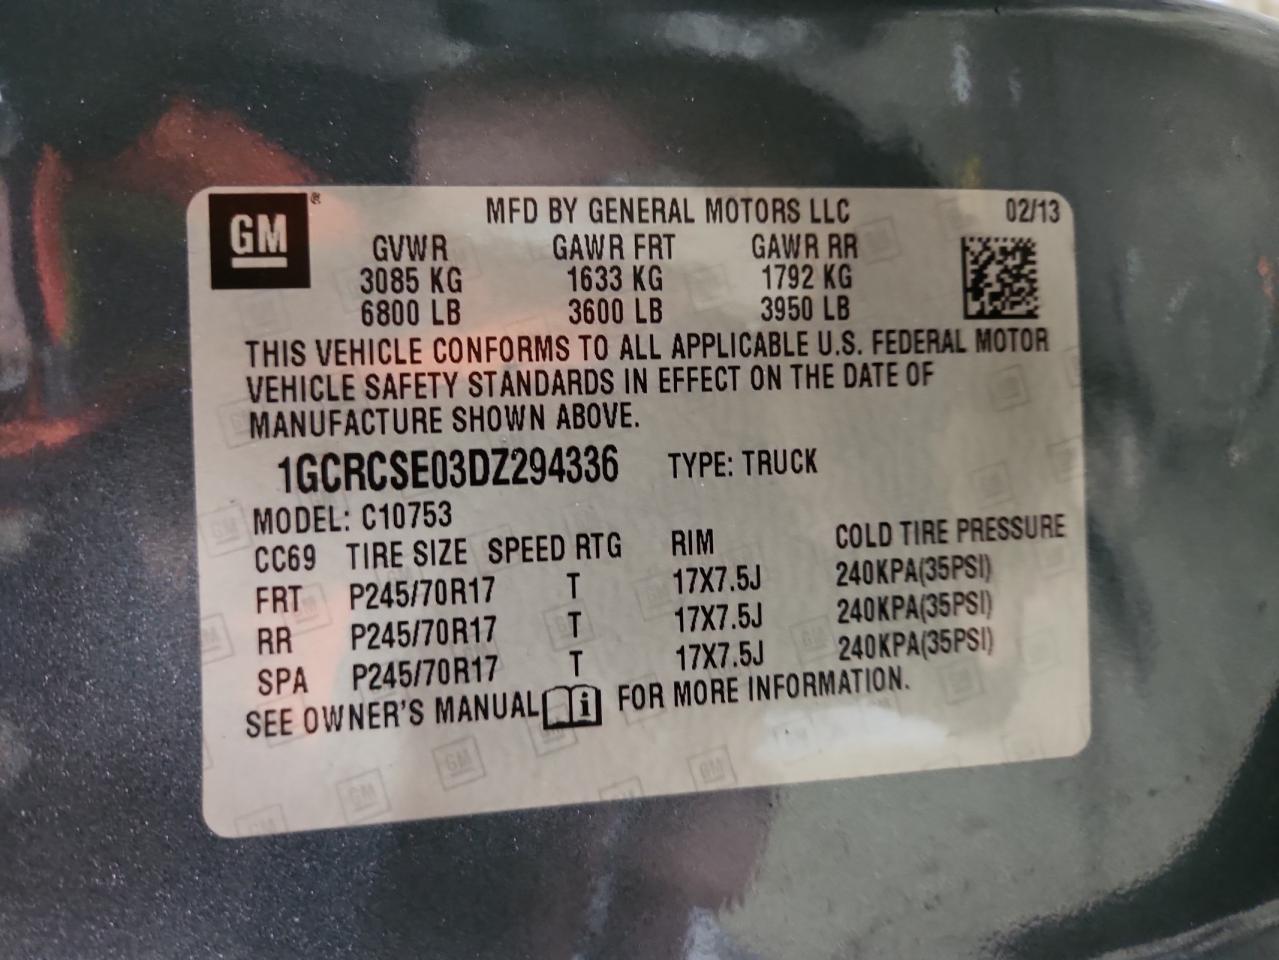 GM® MFD BY GENERAL MOTORS LLC 02/13
GVWR GAWR FRT GAWR RR
3085 KG 1633 KG 1792 KG
6800 LB 3600 LB 3950 LB
THIS VEHICLE CONFORMS TO ALL APPLICABLE U.S. FEDERAL MOTOR
VEHICLE SAFETY STANDARDS IN EFFECT ON THE DATE OF
MANUFACTURE SHOWN ABOVE.
1GCRCSE03DZ294336 TYPE: TRUCK
MODEL: C10753
CC69 TIRE SIZE SPEED RTG RIM COLD TIRE PRESSURE
FRT P245/70R17 T 17X7.5J 240KPA(35PSI)
RR P245/70R17 T 17X7.5J 240KPA(35PSI)
SPA P245/70R17 T 17X7.5J 240KPA(35PSI)
SEE OWNER'S MANUAL i FOR MORE INFORMATION.